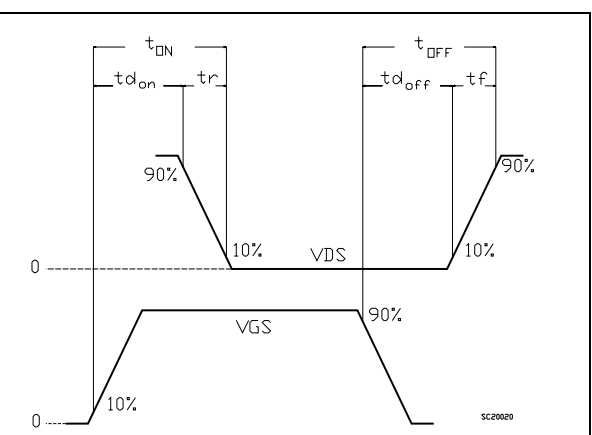 tON tOFF
tdon tr tdoff tf
90% 90%
10% VDS 10%
0
VGS 90%
10%
0
SC20020